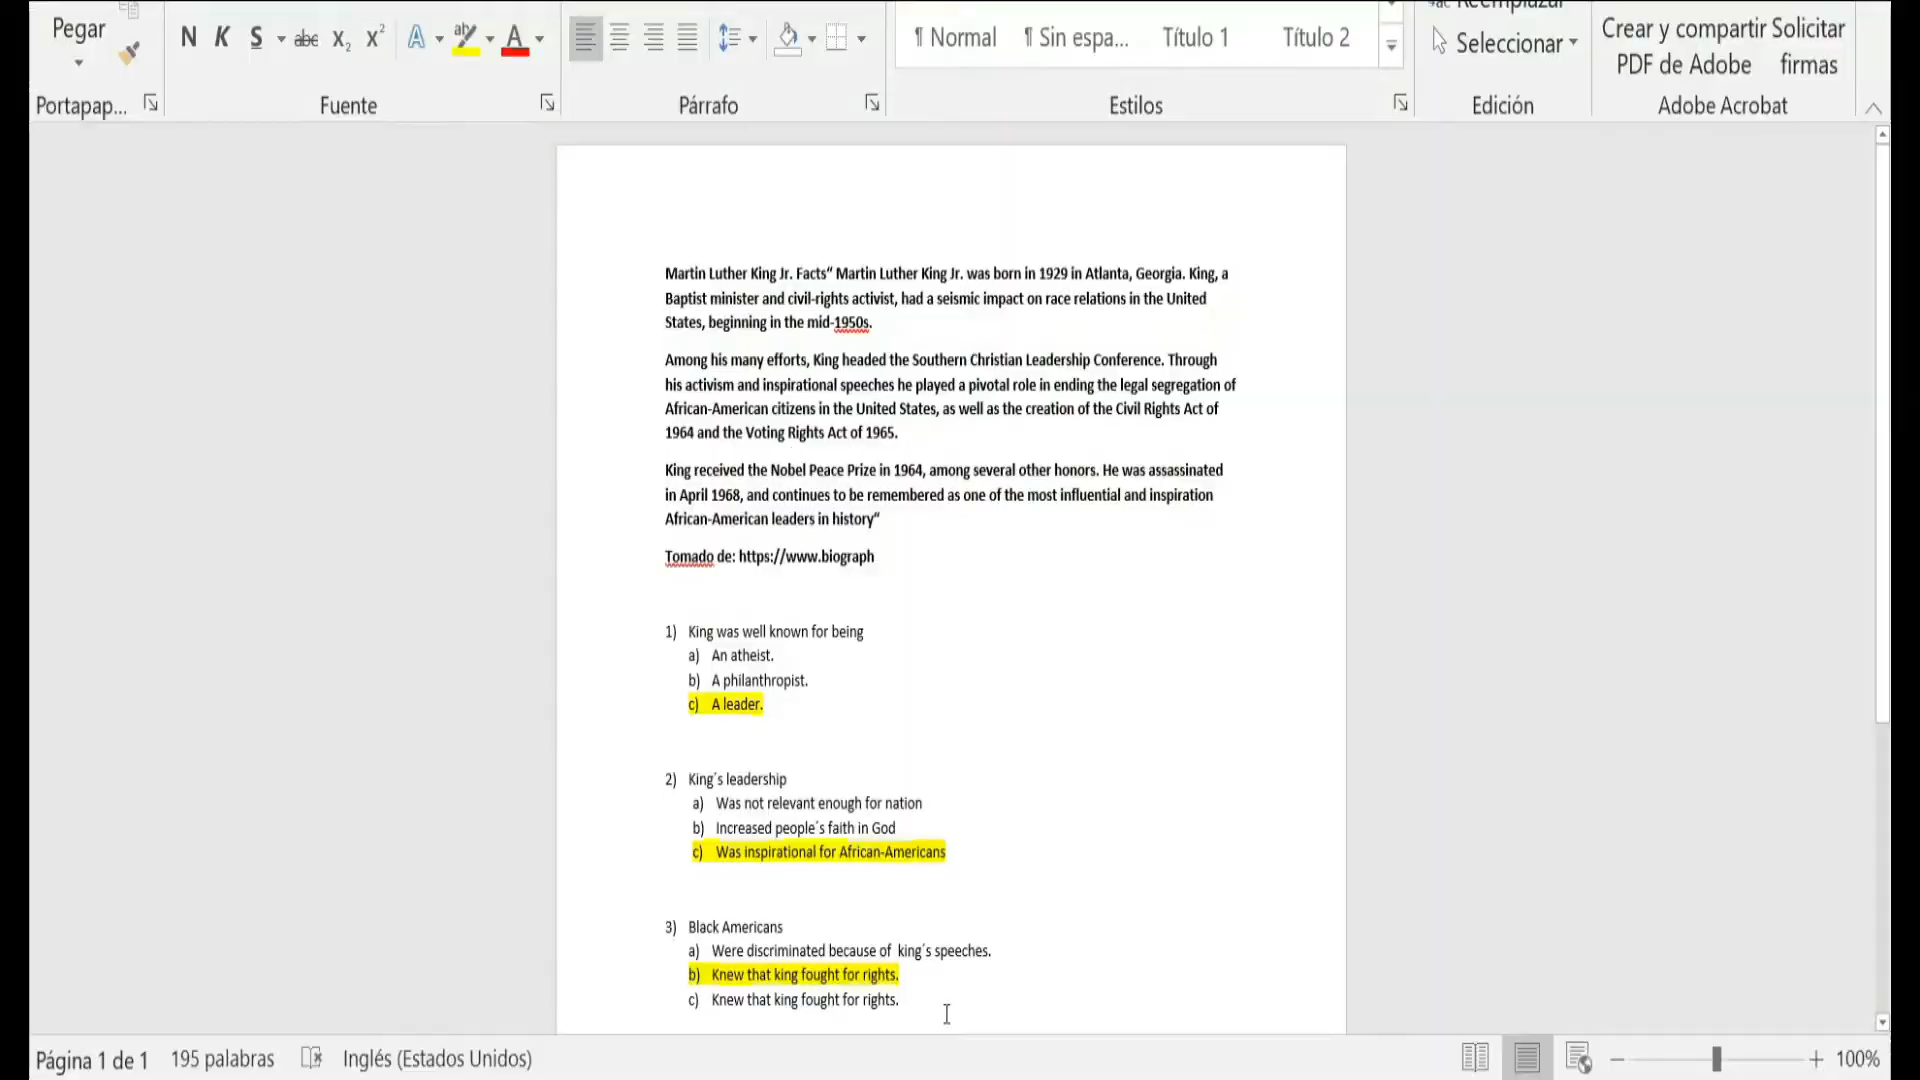 Reemplazar
Pegar
N K S abc X₂ X² A aby A
¶ Normal ¶ Sin espa... Título 1 Título 2
Seleccionar
Crear y compartir Solicitar
PDF de Adobe firmas
Portapap... Fuente Párrafo Estilos Edición Adobe Acrobat
Martin Luther King Jr. Facts“ Martin Luther King Jr. was born in 1929 in Atlanta, Georgia. King, a
Baptist minister and civil-rights activist, had a seismic impact on race relations in the United
States, beginning in the mid-1950s.
Among his many efforts, King headed the Southern Christian Leadership Conference. Through
his activism and inspirational speeches he played a pivotal role in ending the legal segregation of
African-American citizens in the United States, as well as the creation of the Civil Rights Act of
1964 and the Voting Rights Act of 1965.
King received the Nobel Peace Prize in 1964, among several other honors. He was assassinated
in April 1968, and continues to be remembered as one of the most influential and inspiration
African-American leaders in history“
Tomado de: https://www.biograph
1) King was well known for being
a) An atheist.
b) A philanthropist.
c) A leader.
2) King´s leadership
a) Was not relevant enough for nation
b) Increased people´s faith in God
c) Was inspirational for African-Americans
3) Black Americans
a) Were discriminated because of king´s speeches.
b) Knew that king fought for rights.
c) Knew that king fought for rights.
Página 1 de 1 195 palabras Inglés (Estados Unidos) 100%